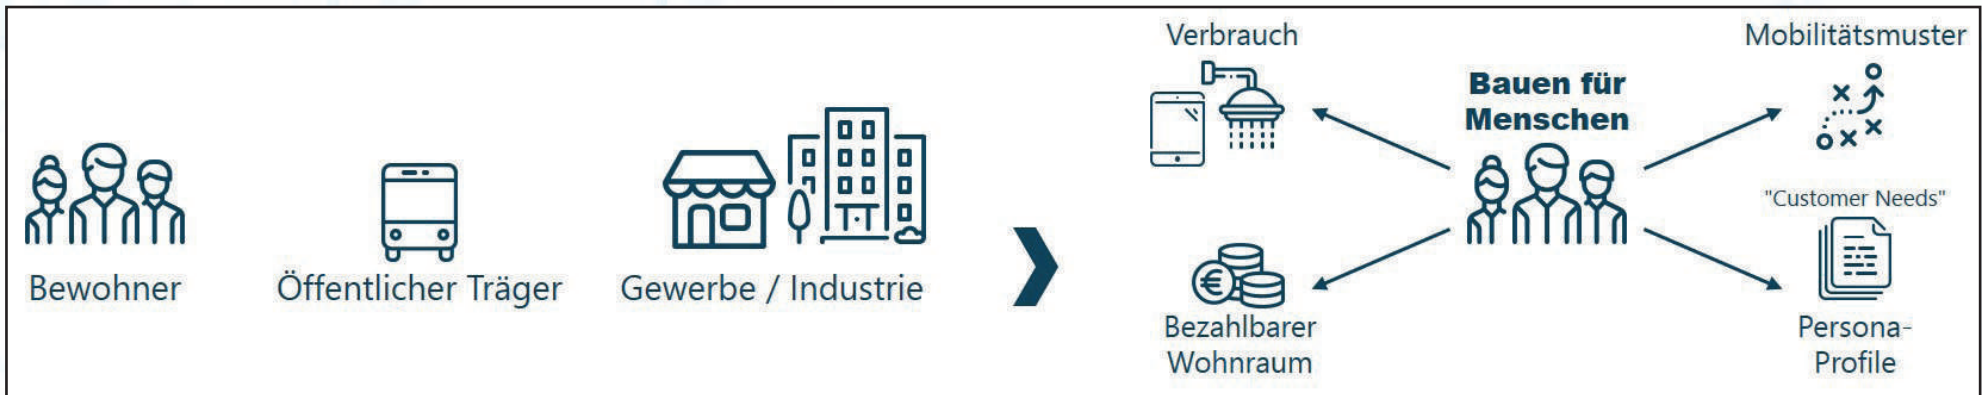 Bewohner
Öffentlicher Träger
Gewerbe / Industrie
Verbrauch
Bauen für
Menschen
Mobilitätsmuster
"Customer Needs"
€
Bezahlbarer
Wohnraum
Persona-
Profile